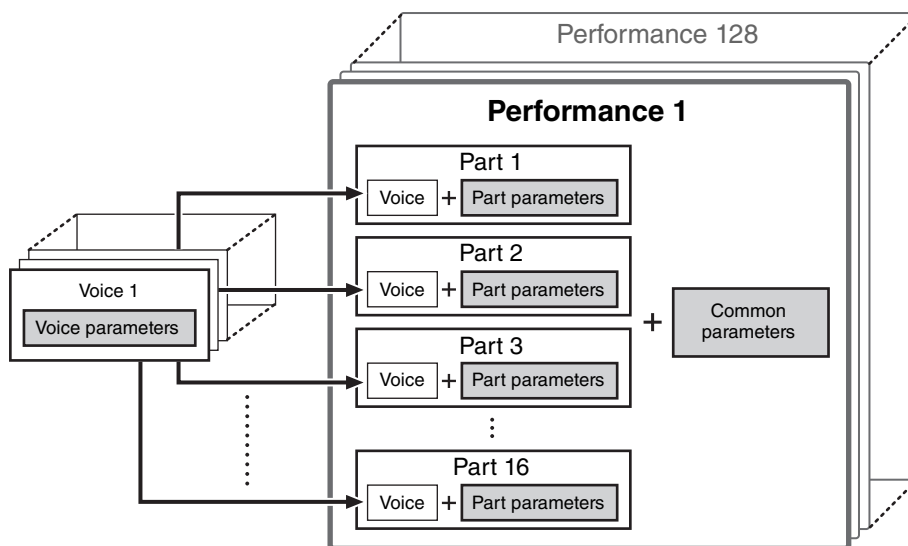 Performance 128
Performance 1
Part 1
Voice + Part parameters
Part 2
Voice + Part parameters
Voice 1
Voice parameters
+ Common
parameters
Part 3
Voice + Part parameters
Part 16
Voice + Part parameters